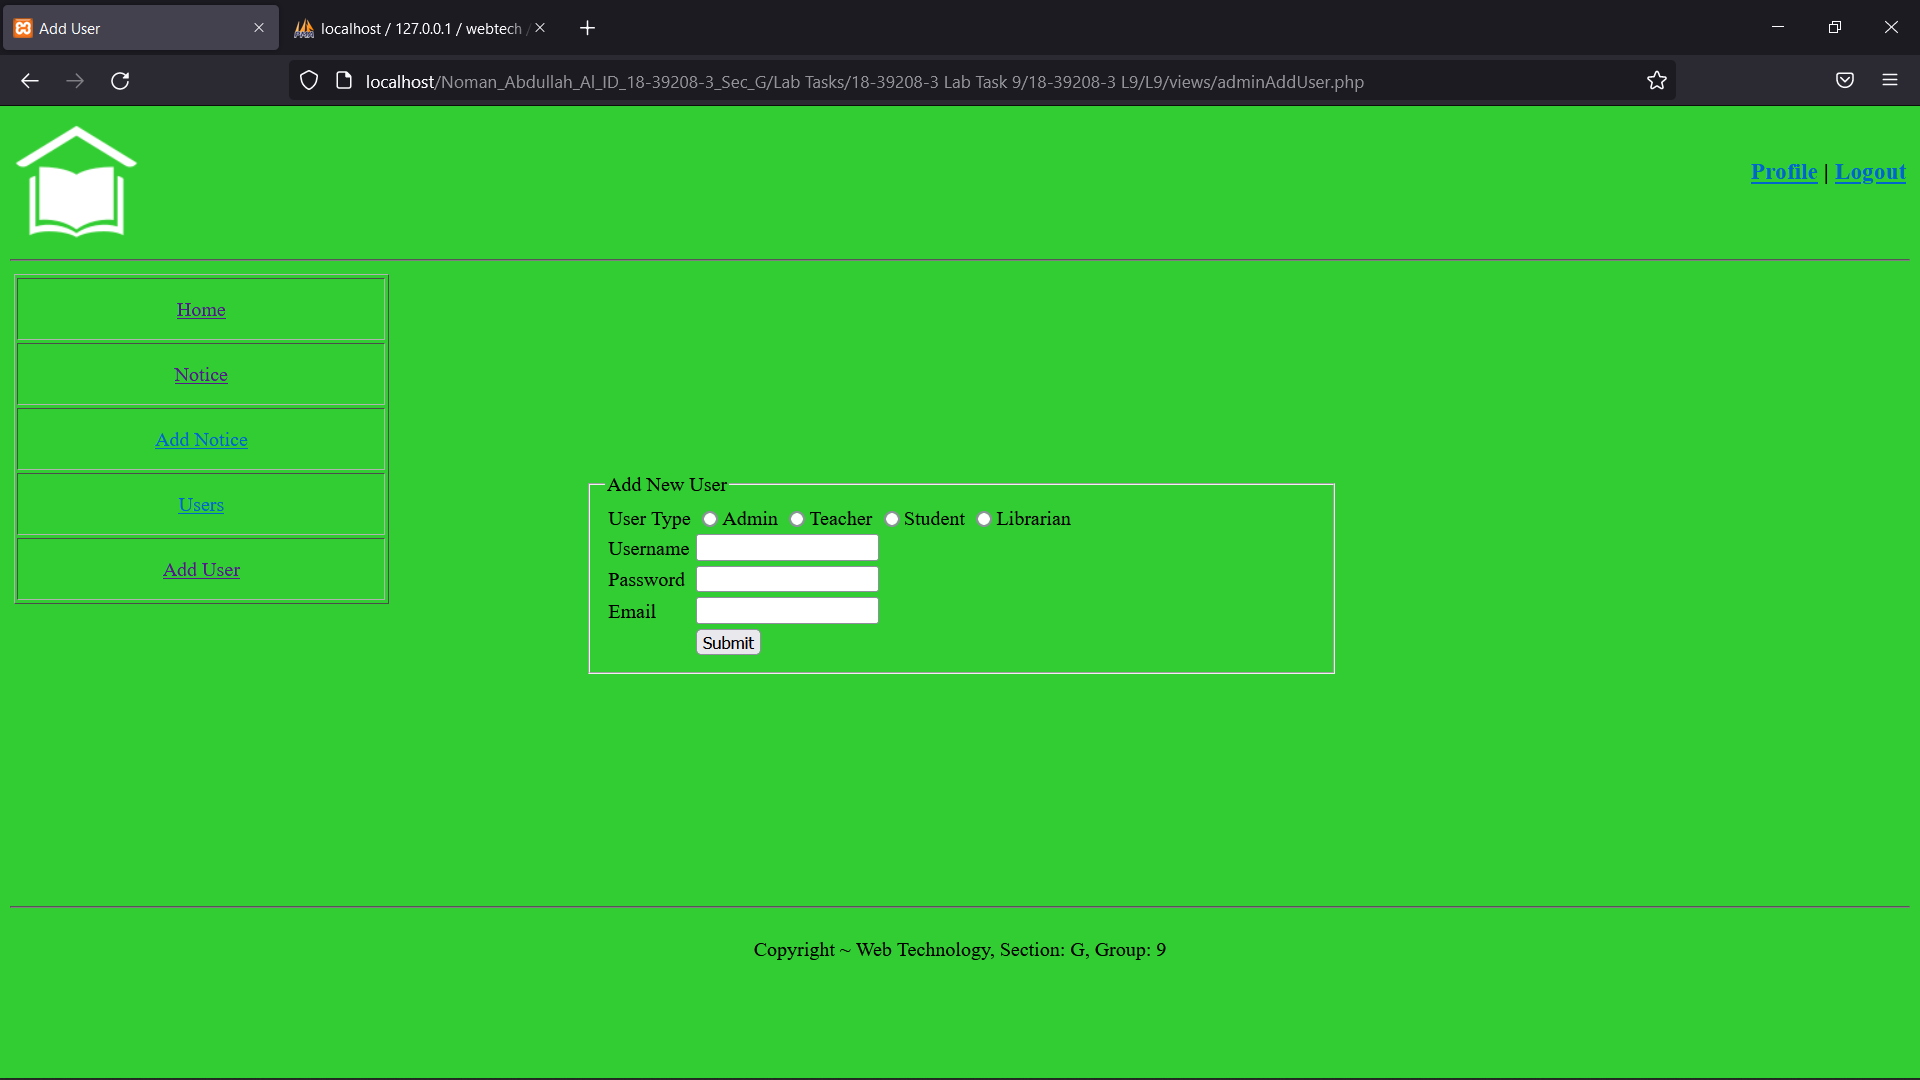 Add User
localhost / 127.0.0.1 / webtech /
localhost/Noman_Abdullah_Al_ID_18-39208-3_Sec_G/Lab Tasks/18-39208-3 Lab Task 9/18-39208-3 L9/L9/views/adminAddUser.php
Profile | Logout
Home
Notice
Add Notice
Users
Add User
Add New User
User Type Admin Teacher Student Librarian
Username
Password
Email
Submit
Copyright ~ Web Technology, Section: G, Group: 9